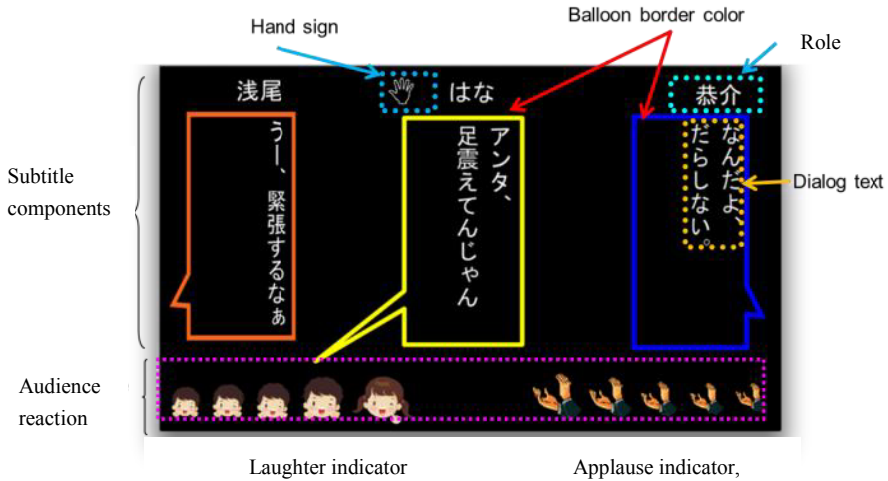 Hand sign
Balloon border color
Role
浅尾
はな
恭介
なんだよ、
だらしない。
アンタ、
足震えてんじゃん
うー、緊張するなぁ
Dialog text
Subtitle
components
Audience
reaction
Laughter indicator
Applause indicator,